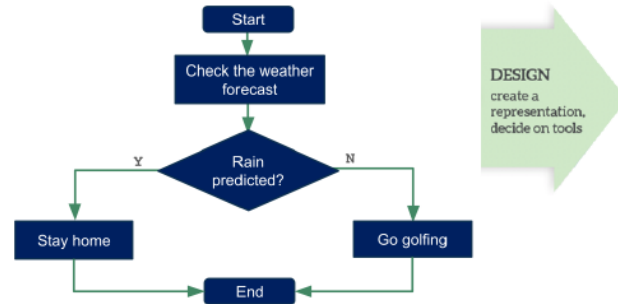 Start
Check the weather
forecast
Rain
predicted?
Y
N
Stay home
Go golfing
End
DESIGN
create a
representation,
decide on tools